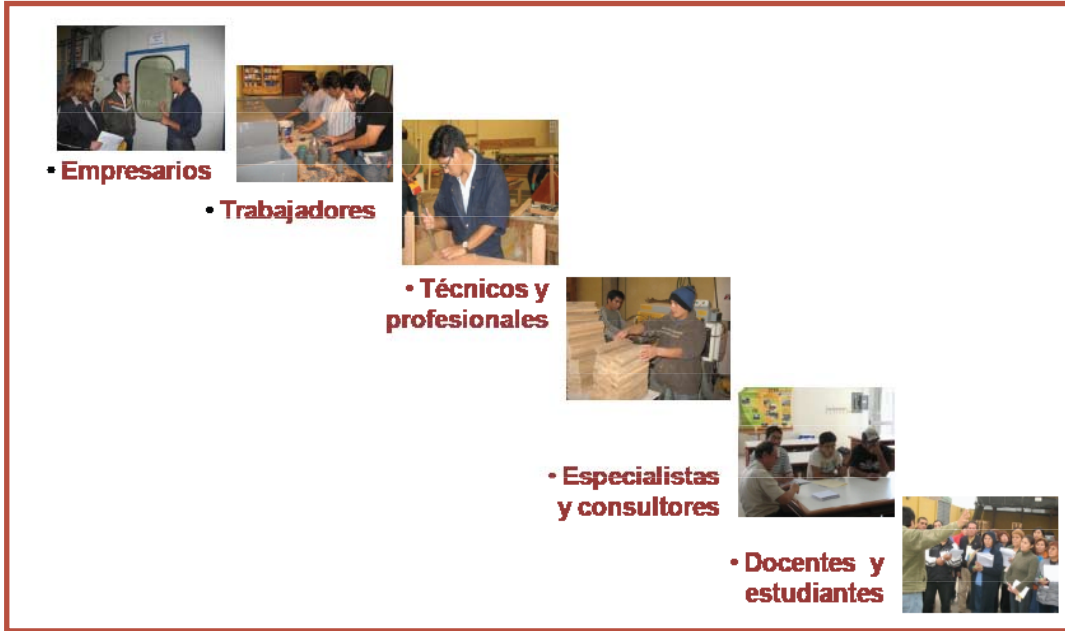 • Empresarios
• Trabajadores
• Técnicos y
profesionales
• Especialistas
y consultores
• Docentes y
estudiantes